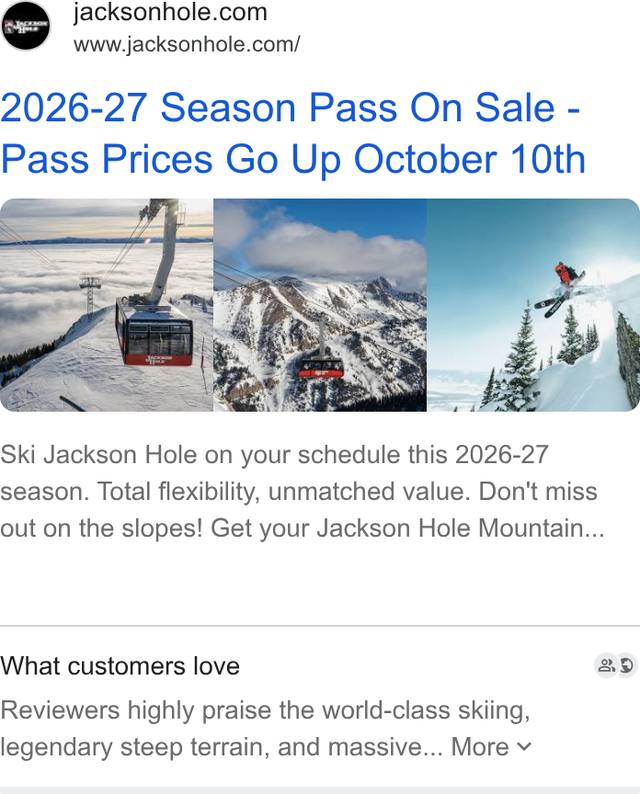 jacksonhole.com
www.jacksonhole.com/
2026-27 Season Pass On Sale -
Pass Prices Go Up October 10th
JACKSON
HOLE
Ski Jackson Hole on your schedule this 2026-27
season. Total flexibility, unmatched value. Don't miss
out on the slopes! Get your Jackson Hole Mountain...
What customers love
Reviewers highly praise the world-class skiing,
legendary steep terrain, and massive... More